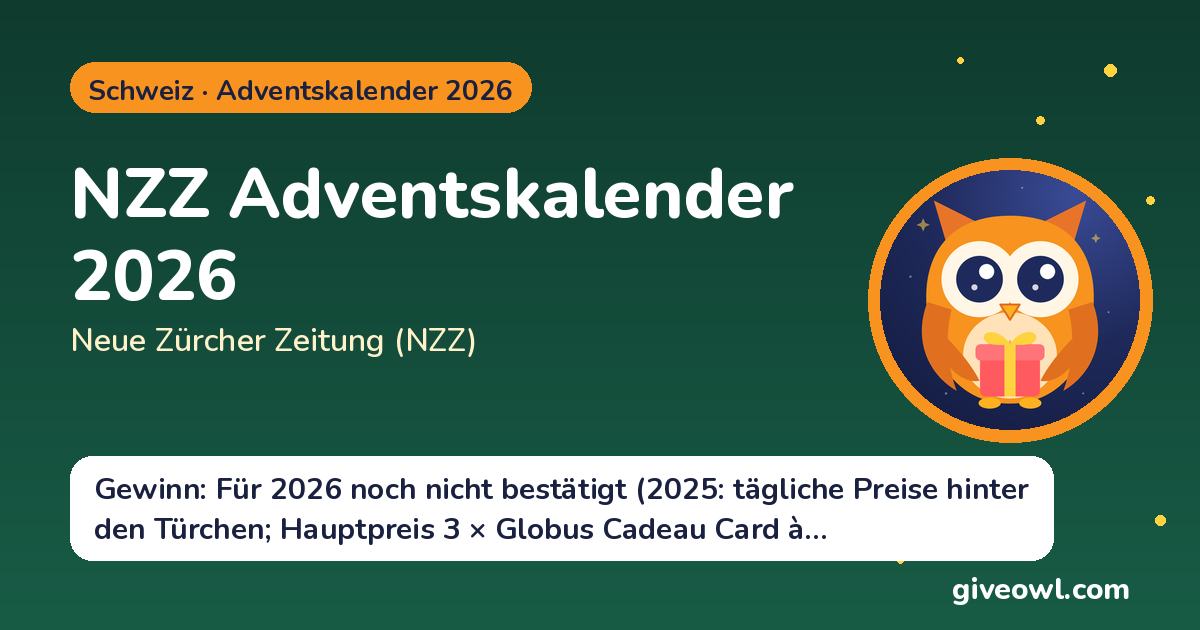 Schweiz · Adventskalender 2026
NZZ Adventskalender
2026
Neue Zürcher Zeitung (NZZ)
Gewinn: Für 2026 noch nicht bestätigt (2025: tägliche Preise hinter
den Türchen; Hauptpreis 3 × Globus Cadeau Card à...
giveowl.com